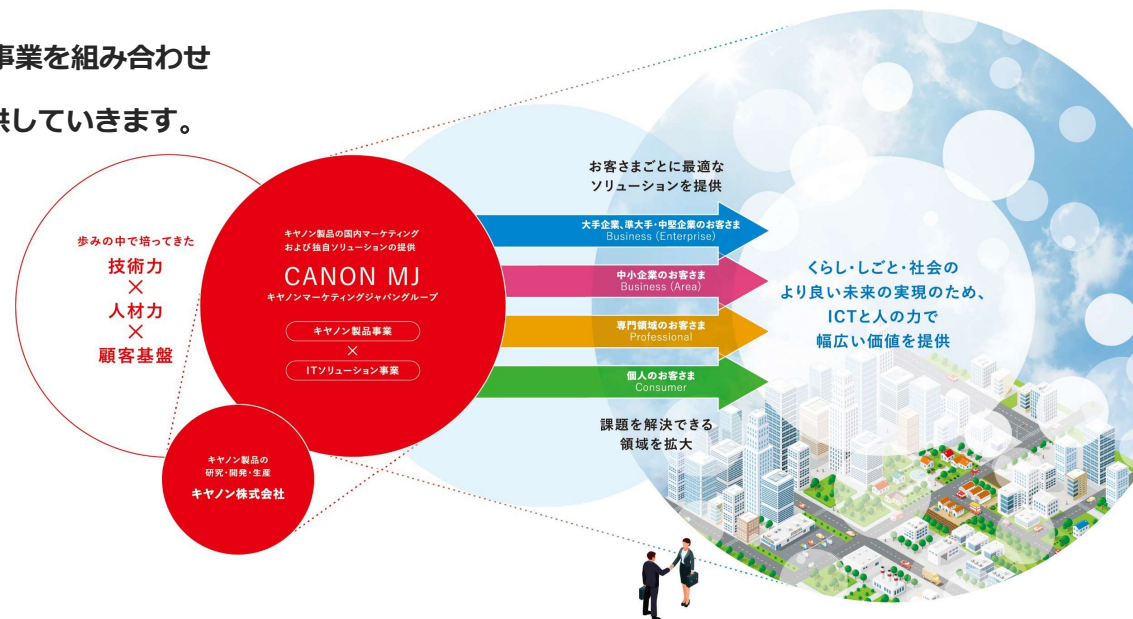 事業を組み合わせ
供していきます。
歩みの中で培ってきた
技術力
×
人材力
×
顧客基盤
キヤノン製品の国内マーケティング
および独自ソリューションの提供
CANON MJ
キヤノンマーケティングジャパングループ
キヤノン製品事業
×
ITソリューション事業
キヤノン製品の
研究・開発・生産
キヤノン株式会社
お客さまごとに最適な
ソリューションを提供
大手企業、準大手・中堅企業のお客さま
Business (Enterprise)
中小企業のお客さま
Business (Area)
専門領域のお客さま
Professional
個人のお客さま
Consumer
課題を解決できる
領域を拡大
くらし・しごと・社会の
より良い未来の実現のため、
ICTと人の力で
幅広い価値を提供